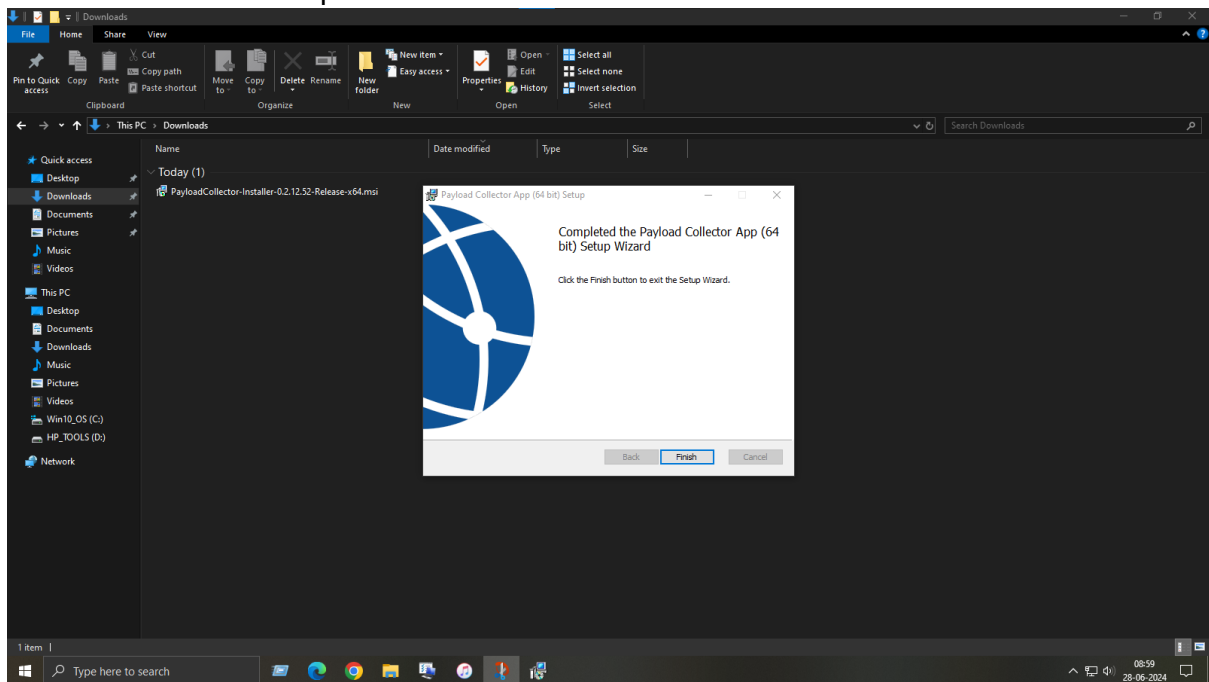 Downloads
File Home Share View
Pin to Quick access
Copy
Paste
Cut
Copy path
Paste shortcut
Clipboard
Move to
Copy to
Delete
Rename
Organize
New folder
New item
Easy access
New
Properties
Open
Edit
History
Open
Select all
Select none
Invert selection
Select
This PC > Downloads
Search Downloads
Name Date modified Type Size
Quick access
Desktop
Downloads
Documents
Pictures
Music
Videos
This PC
Desktop
Documents
Downloads
Music
Pictures
Videos
Win10_OS (C:)
HP_TOOLS (D:)
Network
Today (1)
PayloadCollector-Installer-0.2.12.52-Release-x64.msi
Payload Collector App (64 bit) Setup
Completed the Payload Collector App (64
bit) Setup Wizard
Click the Finish button to exit the Setup Wizard.
Back Finish Cancel
1 item
Type here to search
08:59
28-06-2024